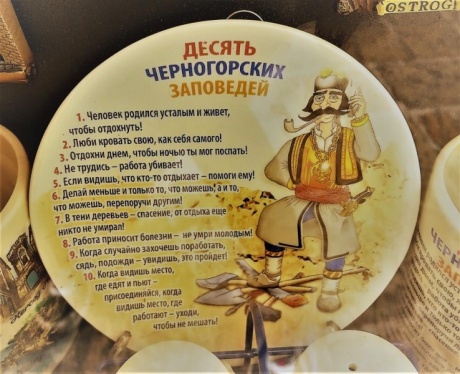 OSTROG
ДЕСЯТЬ
ЧЕРНОГОРСКИХ
ЗАПОВЕДЕЙ
1. Человек родился усталым и живет,
чтобы отдохнуть!
2. Люби кровать свою, как себя самого!
3. Отдохни днем, чтобы ночью ты мог поспать!
4. Не трудись – работа убивает!
5. Если видишь, что кто-то отдыхает – помоги ему!
6. Делай меньше и только то, что можешь, а и то,
что можешь, перепоручи другим!
7. В тени деревьев – спасение, от отдыха еще
никто не умирал!
8. Работа приносит болезни – не умри молодым!
9. Когда случайно захочешь поработать,
сядь, подожди – увидишь, это пройдет!
10. Когда видишь место,
где едят и пьют –
присоединяйся, когда
видишь место, где
работают – уходи,
чтобы не мешать!
ЧЕРНО